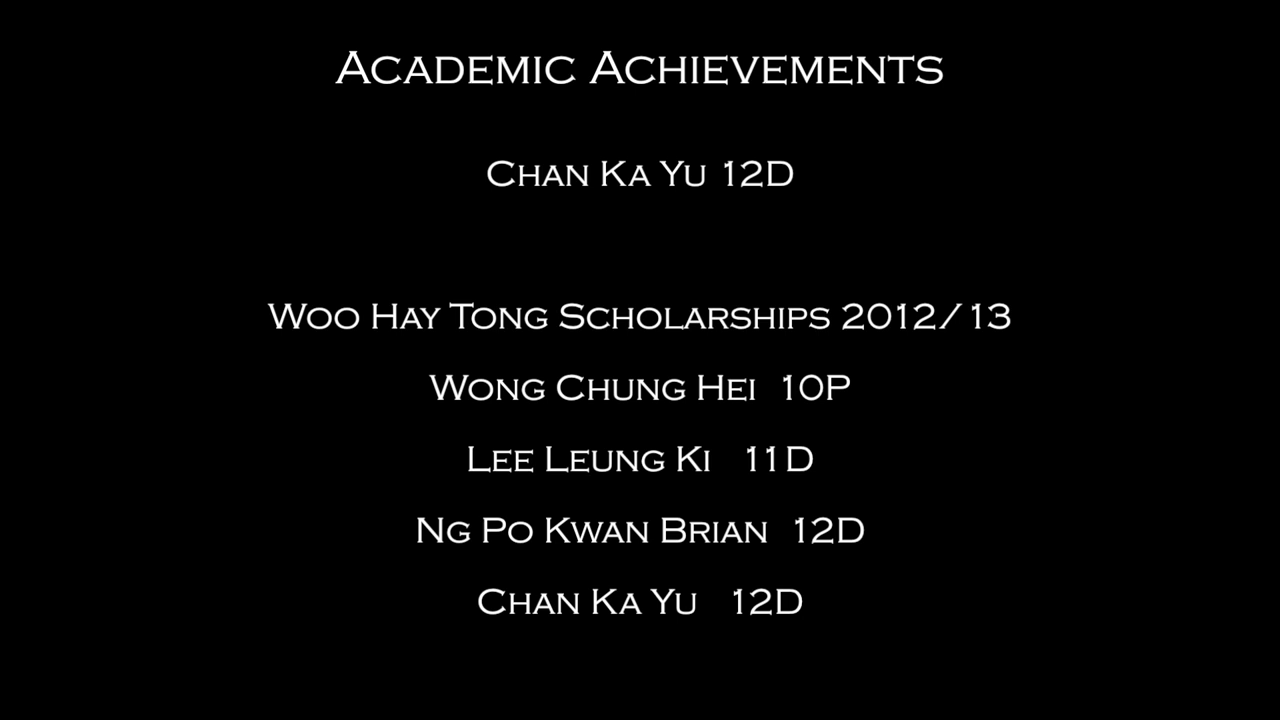 Academic Achievements
Chan Ka Yu 12D
Woo Hay Tong Scholarships 2012/13
Wong Chung Hei 10P
Lee Leung Ki 11D
Ng Po Kwan Brian 12D
Chan Ka Yu 12D